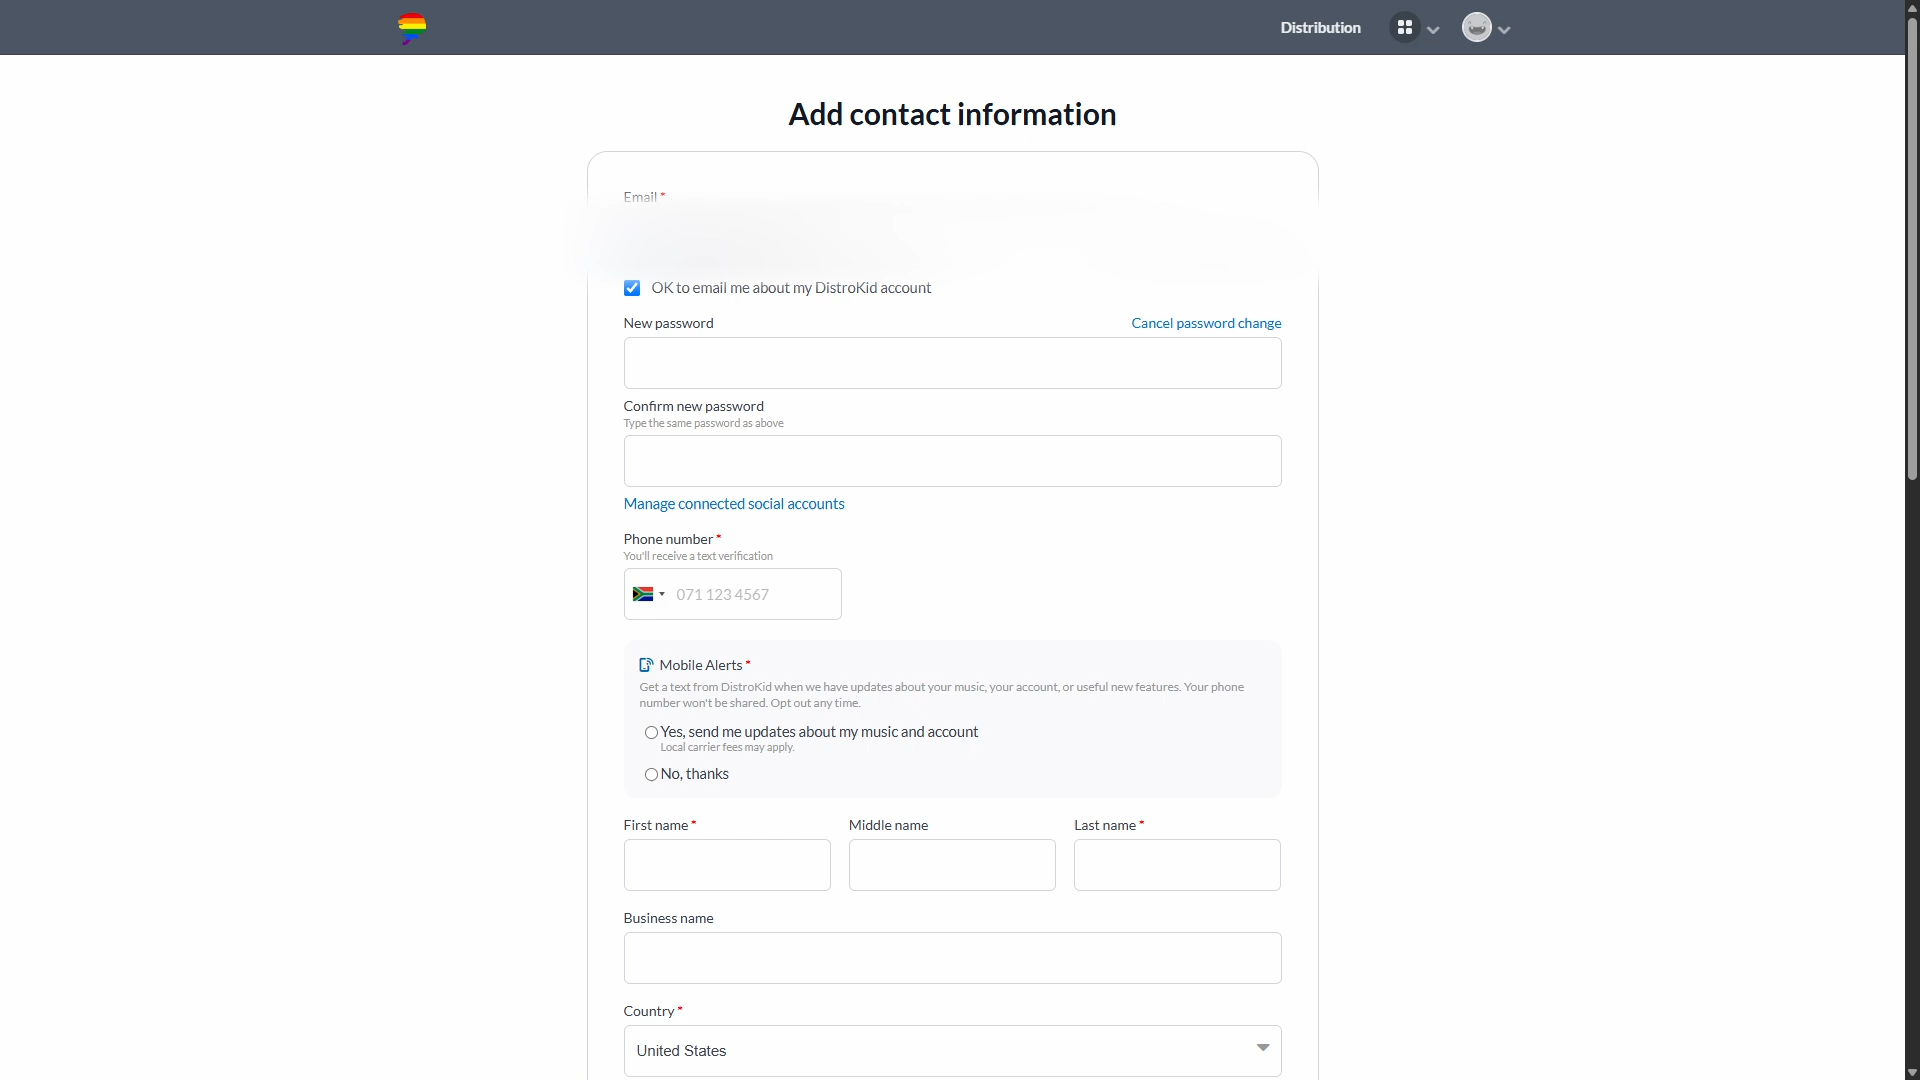 Distribution
Add contact information
Email *
OK to email me about my DistroKid account
New password
Cancel password change
Confirm new password
Type the same password as above
Manage connected social accounts
Phone number *
You'll receive a text verification
071 123 4567
Mobile Alerts *
Get a text from DistroKid when we have updates about your music, your account, or useful new features. Your phone
number won't be shared. Opt out any time.
Yes, send me updates about my music and account
Local carrier fees may apply.
No, thanks
First name *
Middle name
Last name *
Business name
Country *
United States